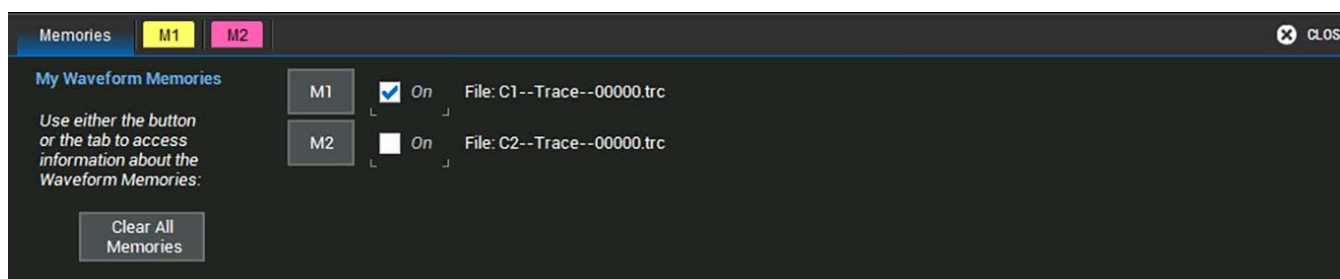 Memories M1 M2 CLOS
My Waveform Memories
M1 On File: C1--Trace--00000.trc
Use either the button
or the tab to access
information about the
Waveform Memories:
M2 On File: C2--Trace--00000.trc
Clear All
Memories